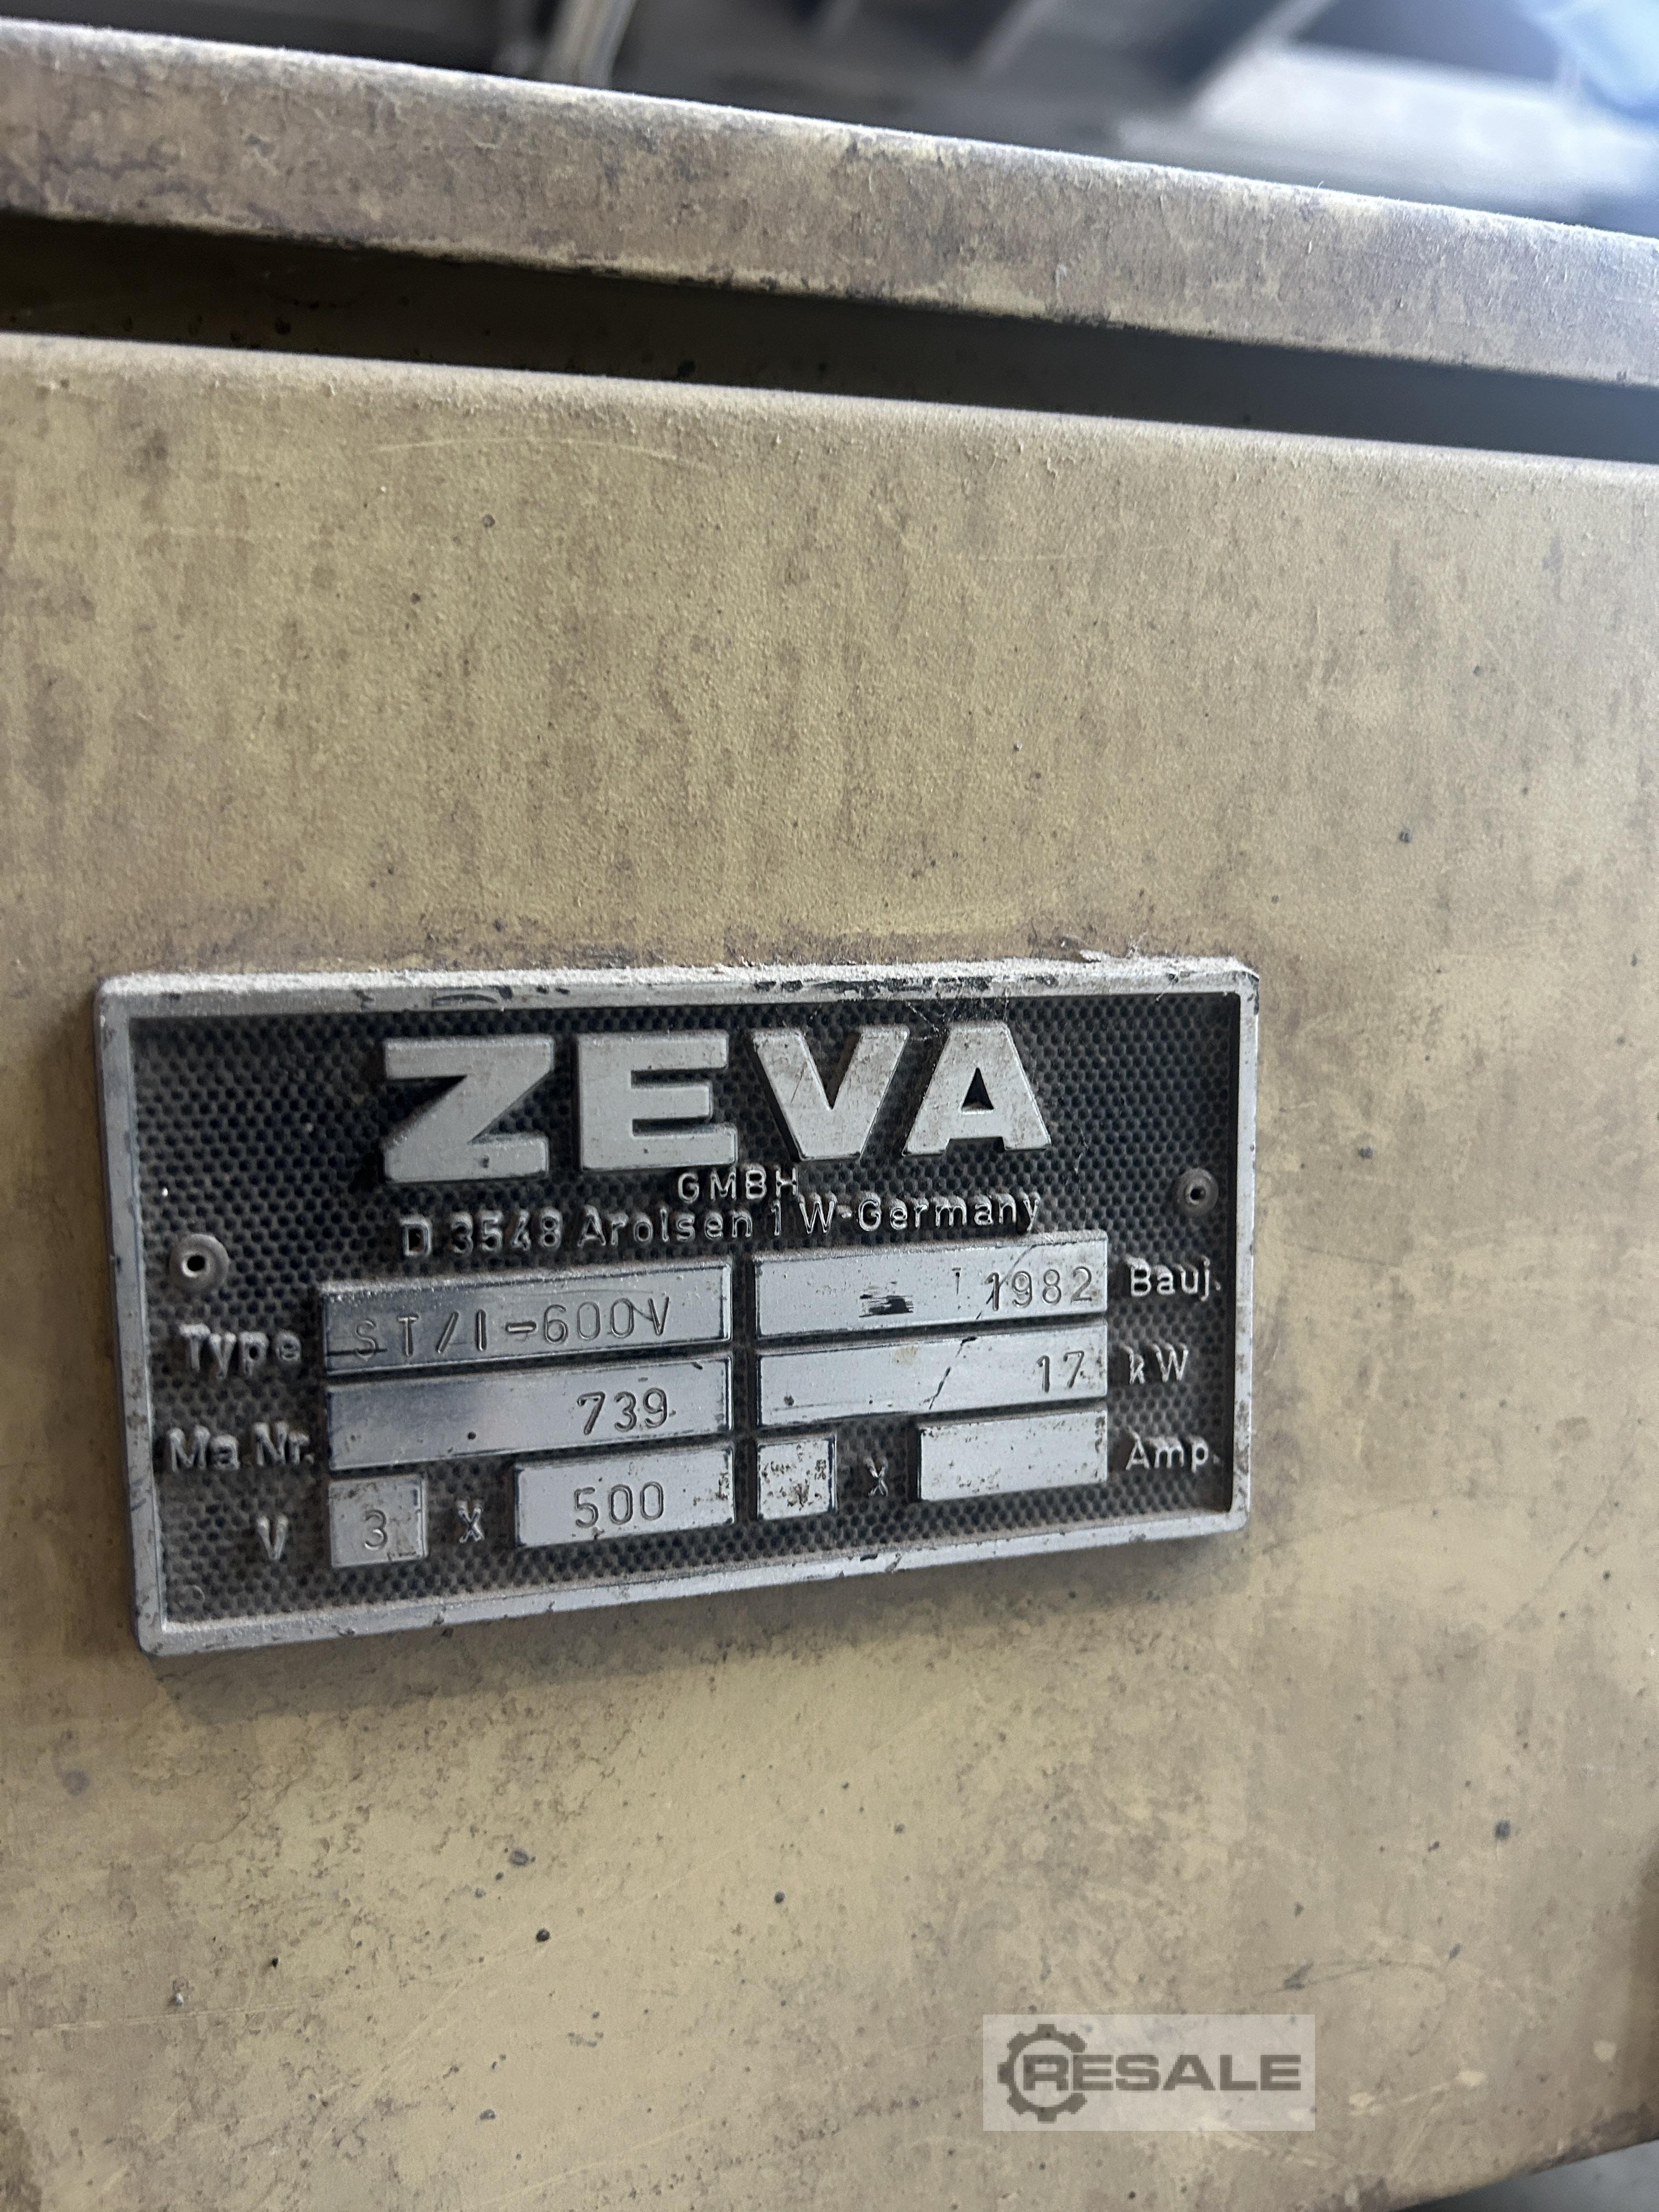 ZEVA
GMBH
D 3548 Arolsen 1 W-Germany
Type ST/I-600V 1982 Bauj.
Ma.Nr. 739 17 kW
V 3 x 500 x Amp.
RESALE